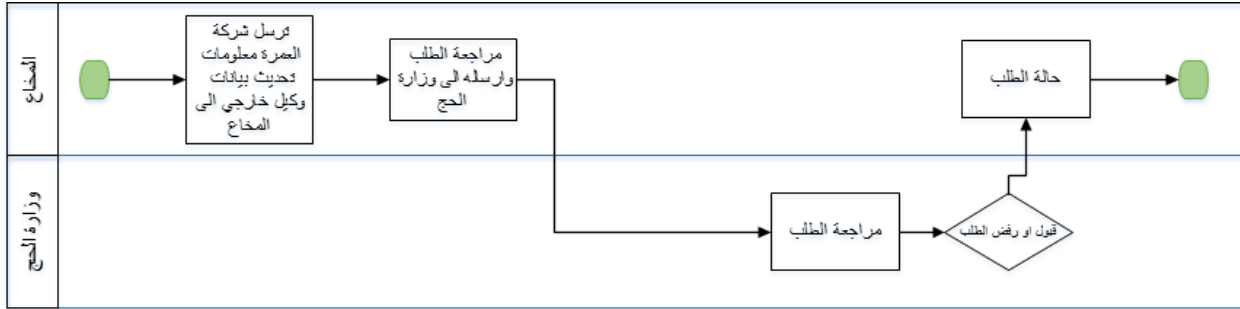 المخاع
ترسل شركة
العمرة معلومات
تحديث بيانات
وكيل خارجي الى
المخاع
مراجعة الطلب
وارساله الى وزارة
الحج
حالة الطلب
وزارة الحج
مراجعة الطلب
قبول او رفض الطلب